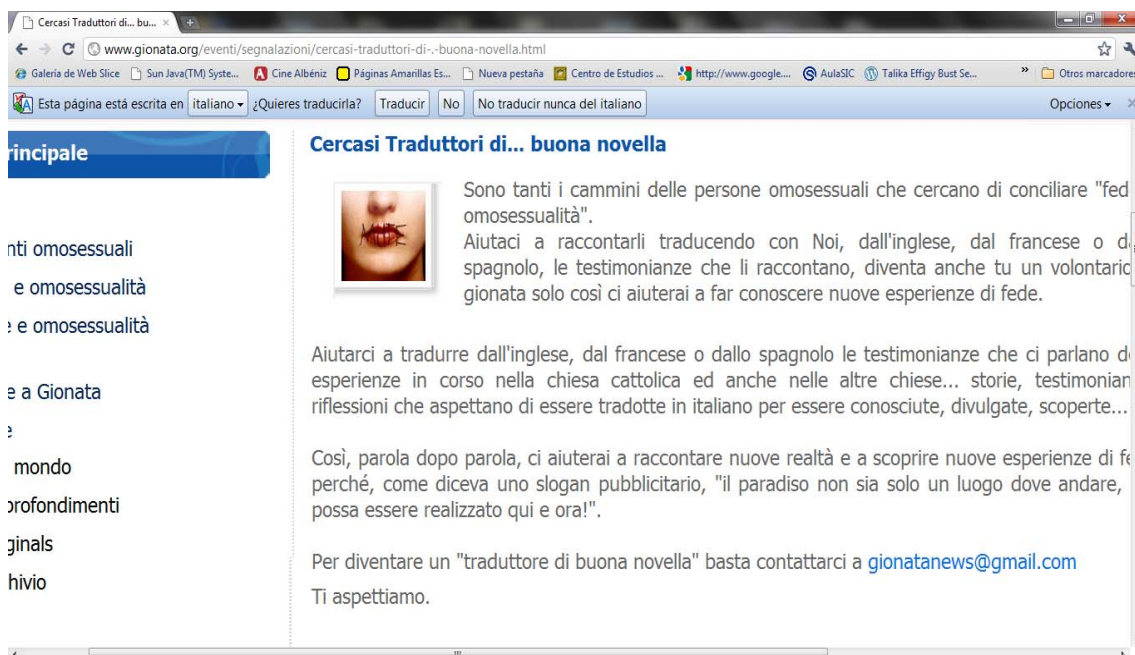 Cercasi Traduttori di... bu...
www.gionata.org/eventi/segnalazioni/cercasi-traduttori-di-.-buona-novella.html
Galería de Web Slice Sun Java(TM) Syste... Cine Albéniz Páginas Amarillas Es... Nueva pestaña Centro de Estudios ... http://www.google.... AulaSIC Talika Effigy Bust Se... » Otros marcadores
Esta página está escrita en italiano ¿Quieres traducirla? Traducir No No traducir nunca del italiano Opciones
rincipale
nti omosessuali
e omosessualità
e omosessualità
e a Gionata
mondo
profondimenti
ginals
hivio
Cercasi Traduttori di... buona novella
Sono tanti i cammini delle persone omosessuali che cercano di conciliare "fed
omosessualità".
Aiutaci a raccontarli traducendo con Noi, dall'inglese, dal francese o d
spagnolo, le testimonianze che li raccontano, diventa anche tu un volontario
gionata solo così ci aiuterai a far conoscere nuove esperienze di fede.
Aiutarci a tradurre dall'inglese, dal francese o dallo spagnolo le testimonianze che ci parlano d
esperienze in corso nella chiesa cattolica ed anche nelle altre chiese... storie, testimonian
riflessioni che aspettano di essere tradotte in italiano per essere conosciute, divulgate, scoperte...
Così, parola dopo parola, ci aiuterai a raccontare nuove realtà e a scoprire nuove esperienze di fe
perché, come diceva uno slogan pubblicitario, "il paradiso non sia solo un luogo dove andare,
possa essere realizzato qui e ora!".
Per diventare un "traduttore di buona novella" basta contattarci a gionatanews@gmail.com
Ti aspettiamo.